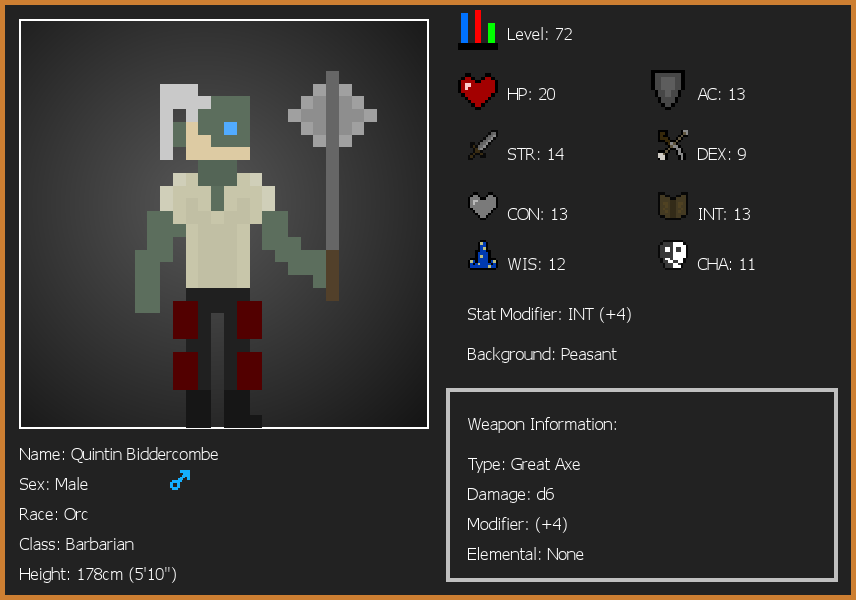 Level: 72
HP: 20
AC: 13
STR: 14
DEX: 9
CON: 13
INT: 13
WIS: 12
CHA: 11
Stat Modifier: INT (+4)
Background: Peasant
Weapon Information:
Type: Great Axe
Damage: d6
Modifier: (+4)
Elemental: None
Name: Quintin Biddercombe
Sex: Male
Race: Orc
Class: Barbarian
Height: 178cm (5'10")